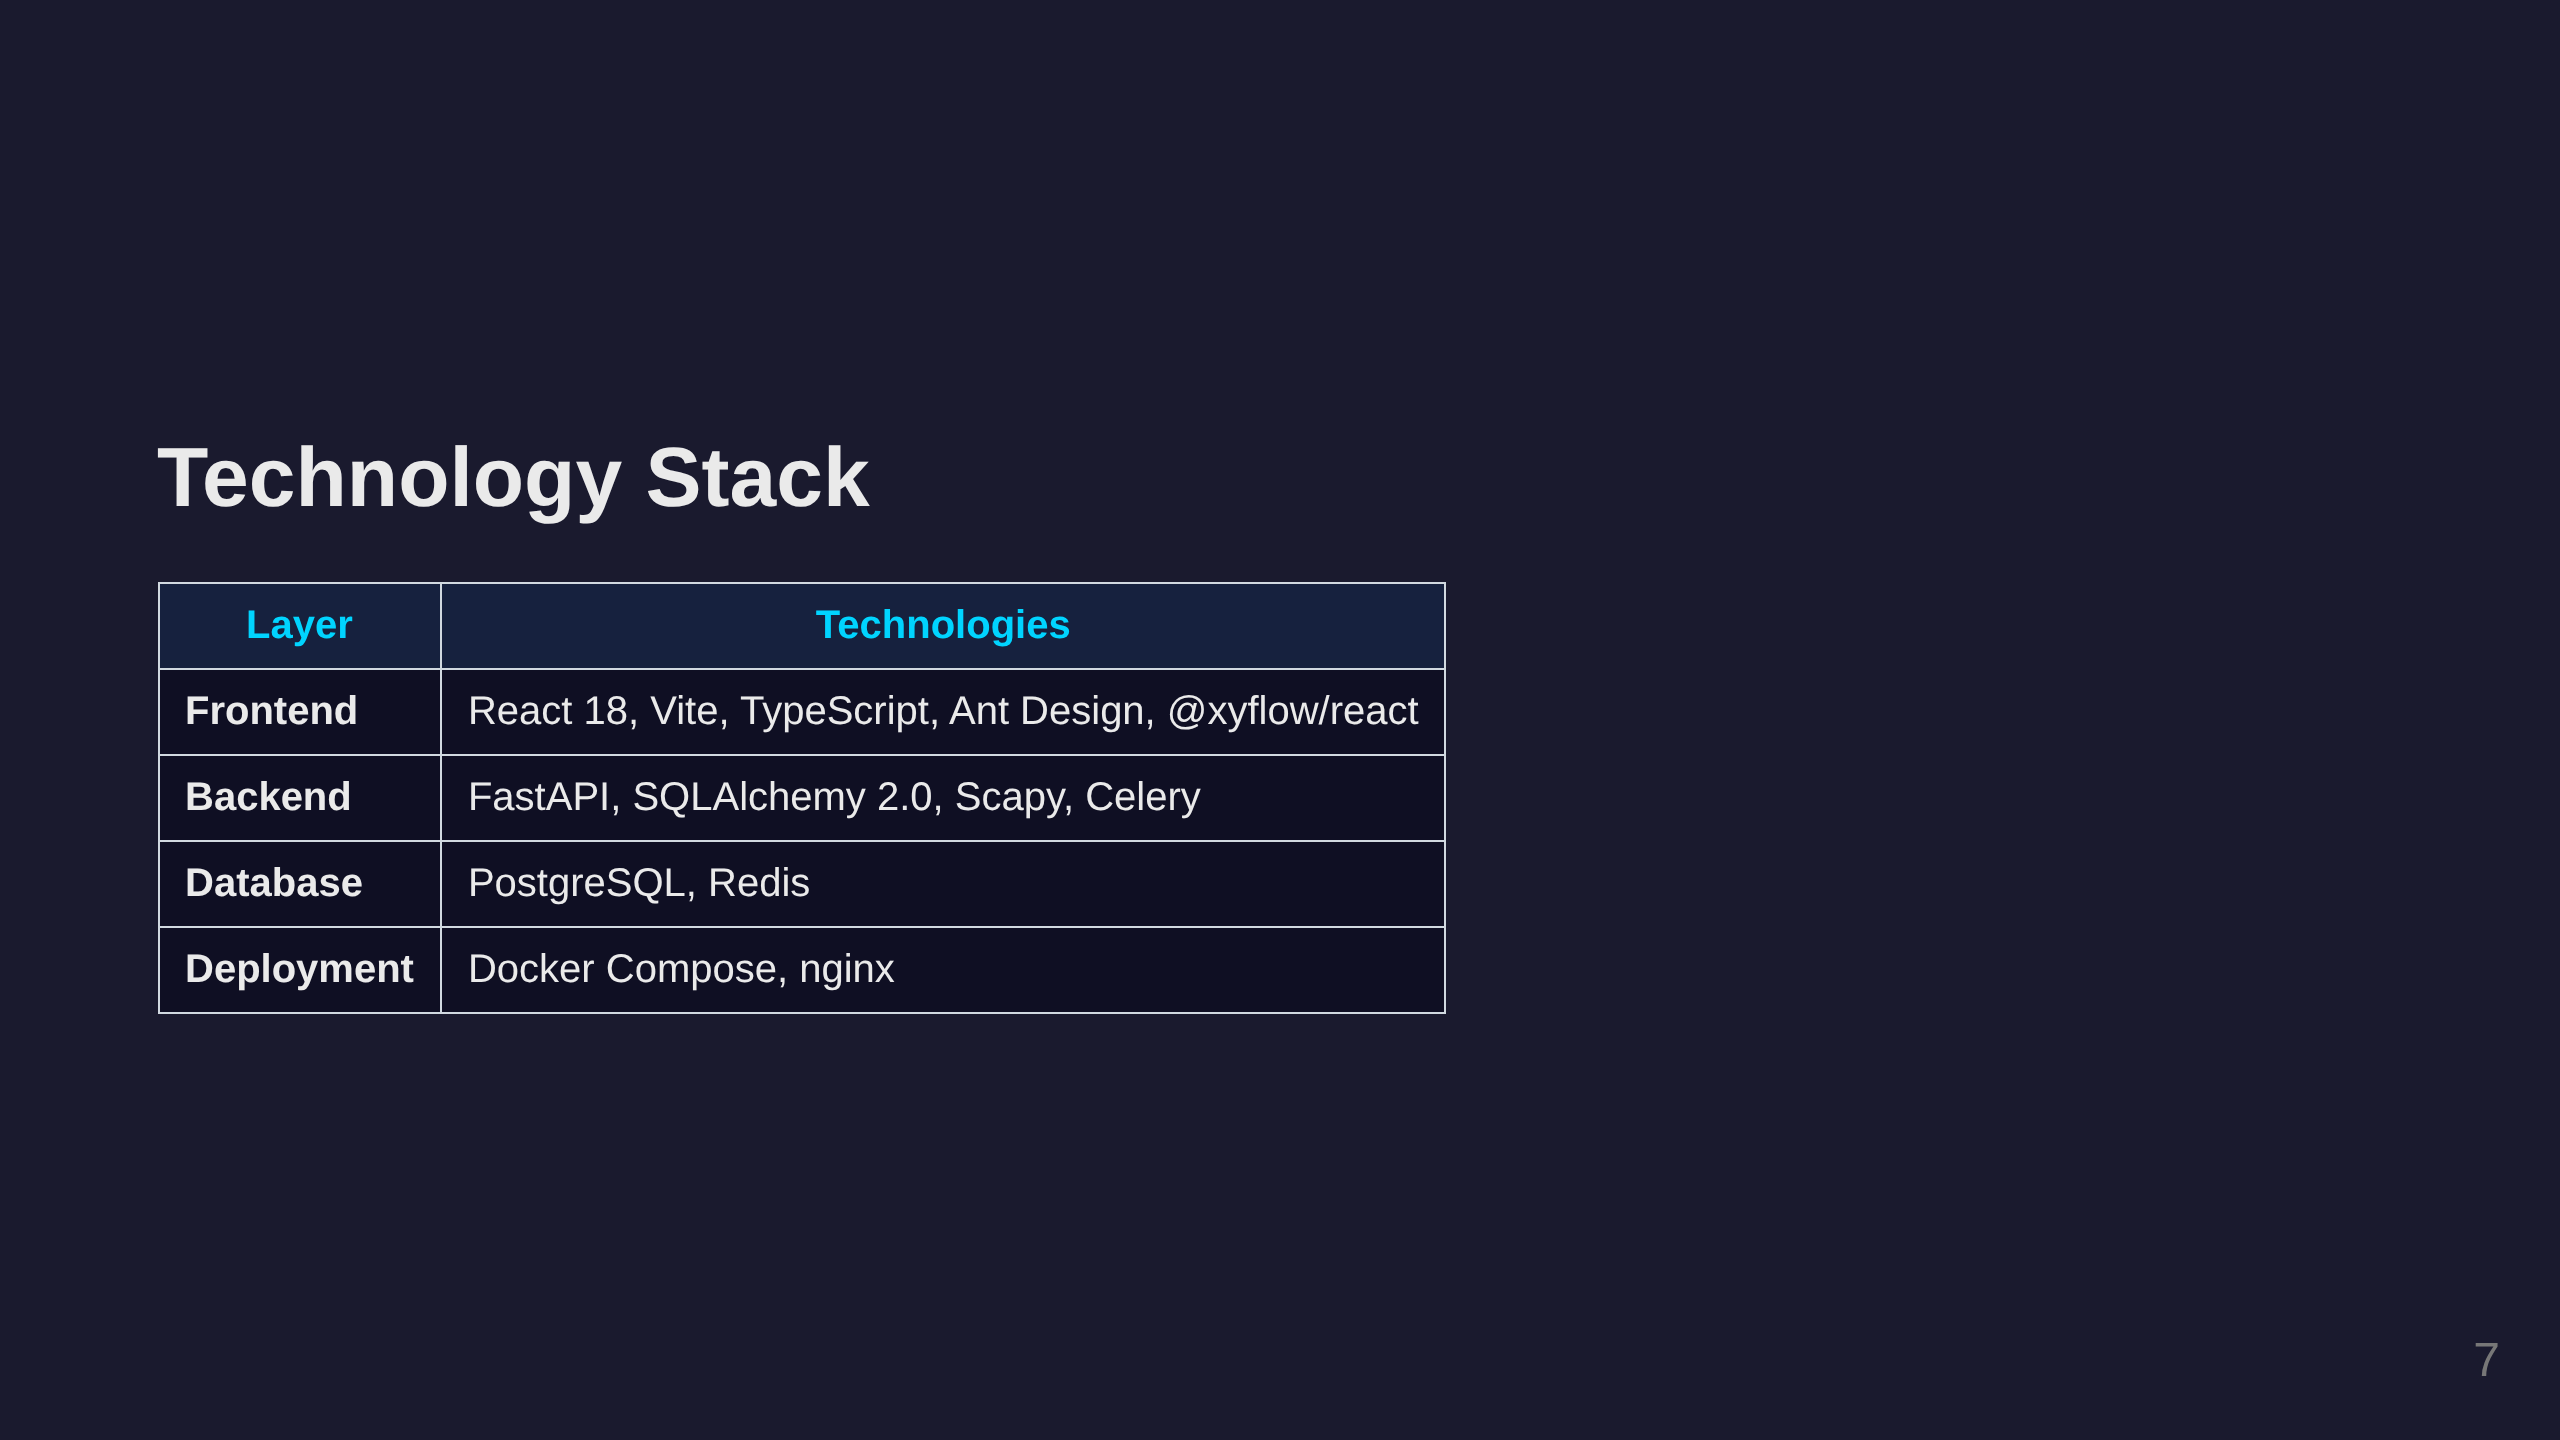 Technology Stack
Layer Technologies
Frontend React 18, Vite, TypeScript, Ant Design, @xyflow/react
Backend FastAPI, SQLAlchemy 2.0, Scapy, Celery
Database PostgreSQL, Redis
Deployment Docker Compose, nginx
7